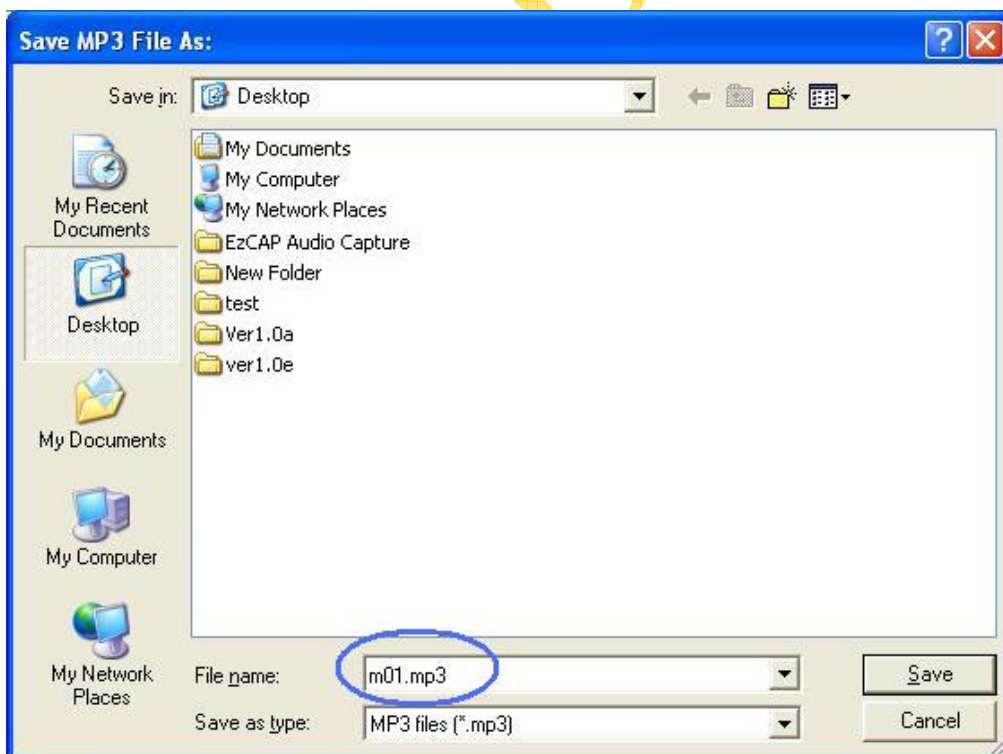 Save MP3 File As:
Save in: Desktop
My Recent
Documents
Desktop
My Documents
My Computer
My Network
Places
My Documents
My Computer
My Network Places
EzCAP Audio Capture
New Folder
test
Ver1.0a
ver1.0e
File name: m01.mp3 Save
Save as type: MP3 files (*.mp3) Cancel